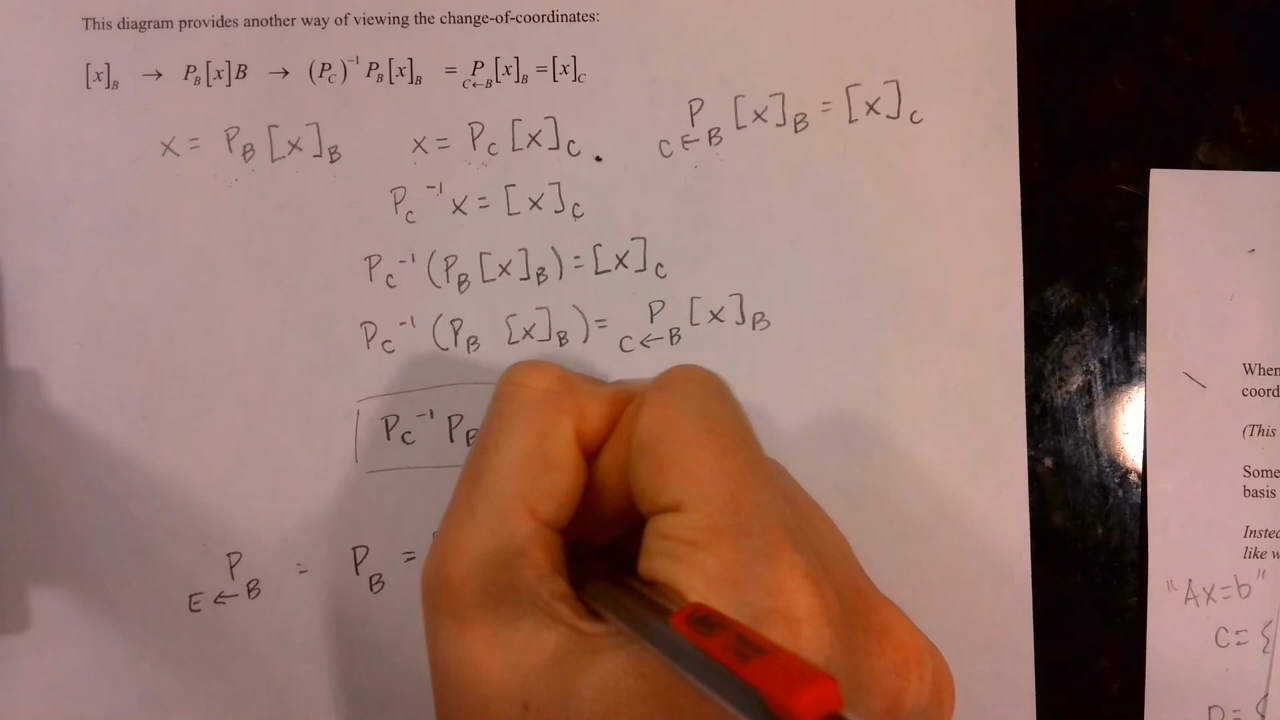 This diagram provides another way of viewing the change-of-coordinates:
[x]_B → P_B[x]B → (P_C)^{-1} P_B[x]_B = P_{C←B}[x]_B = [x]_C
x = P_B [x]_B   x = P_C [x]_C .   P_{C←B} [x]_B = [x]_C
P_C^{-1} x = [x]_C
P_C^{-1} (P_B [x]_B) = [x]_C
P_C^{-1} (P_B [x]_B) = P_{C←B} [x]_B
P_C^{-1} P_B
P_{E←B} = P_B =
When
coord
(This
Some
basis
Instea
like w
"Ax=b"
C = {